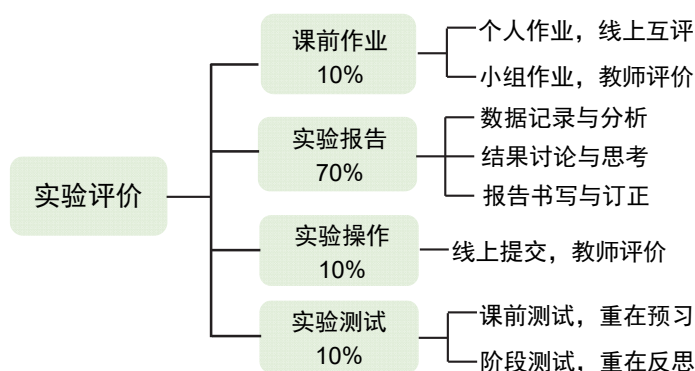 实验评价
课前作业
10%
个人作业，线上互评
小组作业，教师评价
实验报告
70%
数据记录与分析
结果讨论与思考
报告书写与订正
实验操作
10%
线上提交，教师评价
实验测试
10%
课前测试，重在预习
阶段测试，重在反思